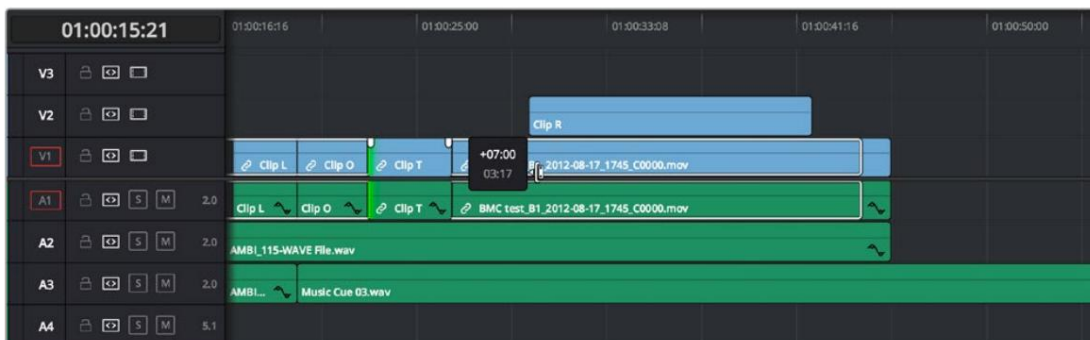 01:00:15:21 01:00:16:16 01:00:25:00 01:00:33:08 01:00:41:16 01:00:50:00
V3
V2 Clip R
V1 Clip L Clip O Clip T +07:00 03:17 2012-08-17_1745_C0000.mov
A1 S M 2.0 Clip L Clip O Clip T BMC test_B1_2012-08-17_1745_C0000.mov
A2 S M 2.0 AMBI_115-WAVE File.wav
A3 S M 2.0 AMBI... Music Cue 03.wav
A4 S M 5.1